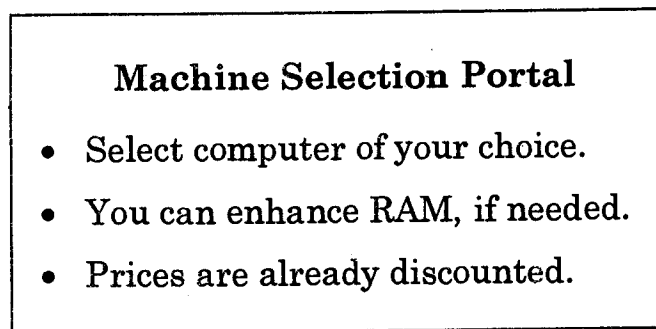 Machine Selection Portal
• Select computer of your choice.
• You can enhance RAM, if needed.
• Prices are already discounted.